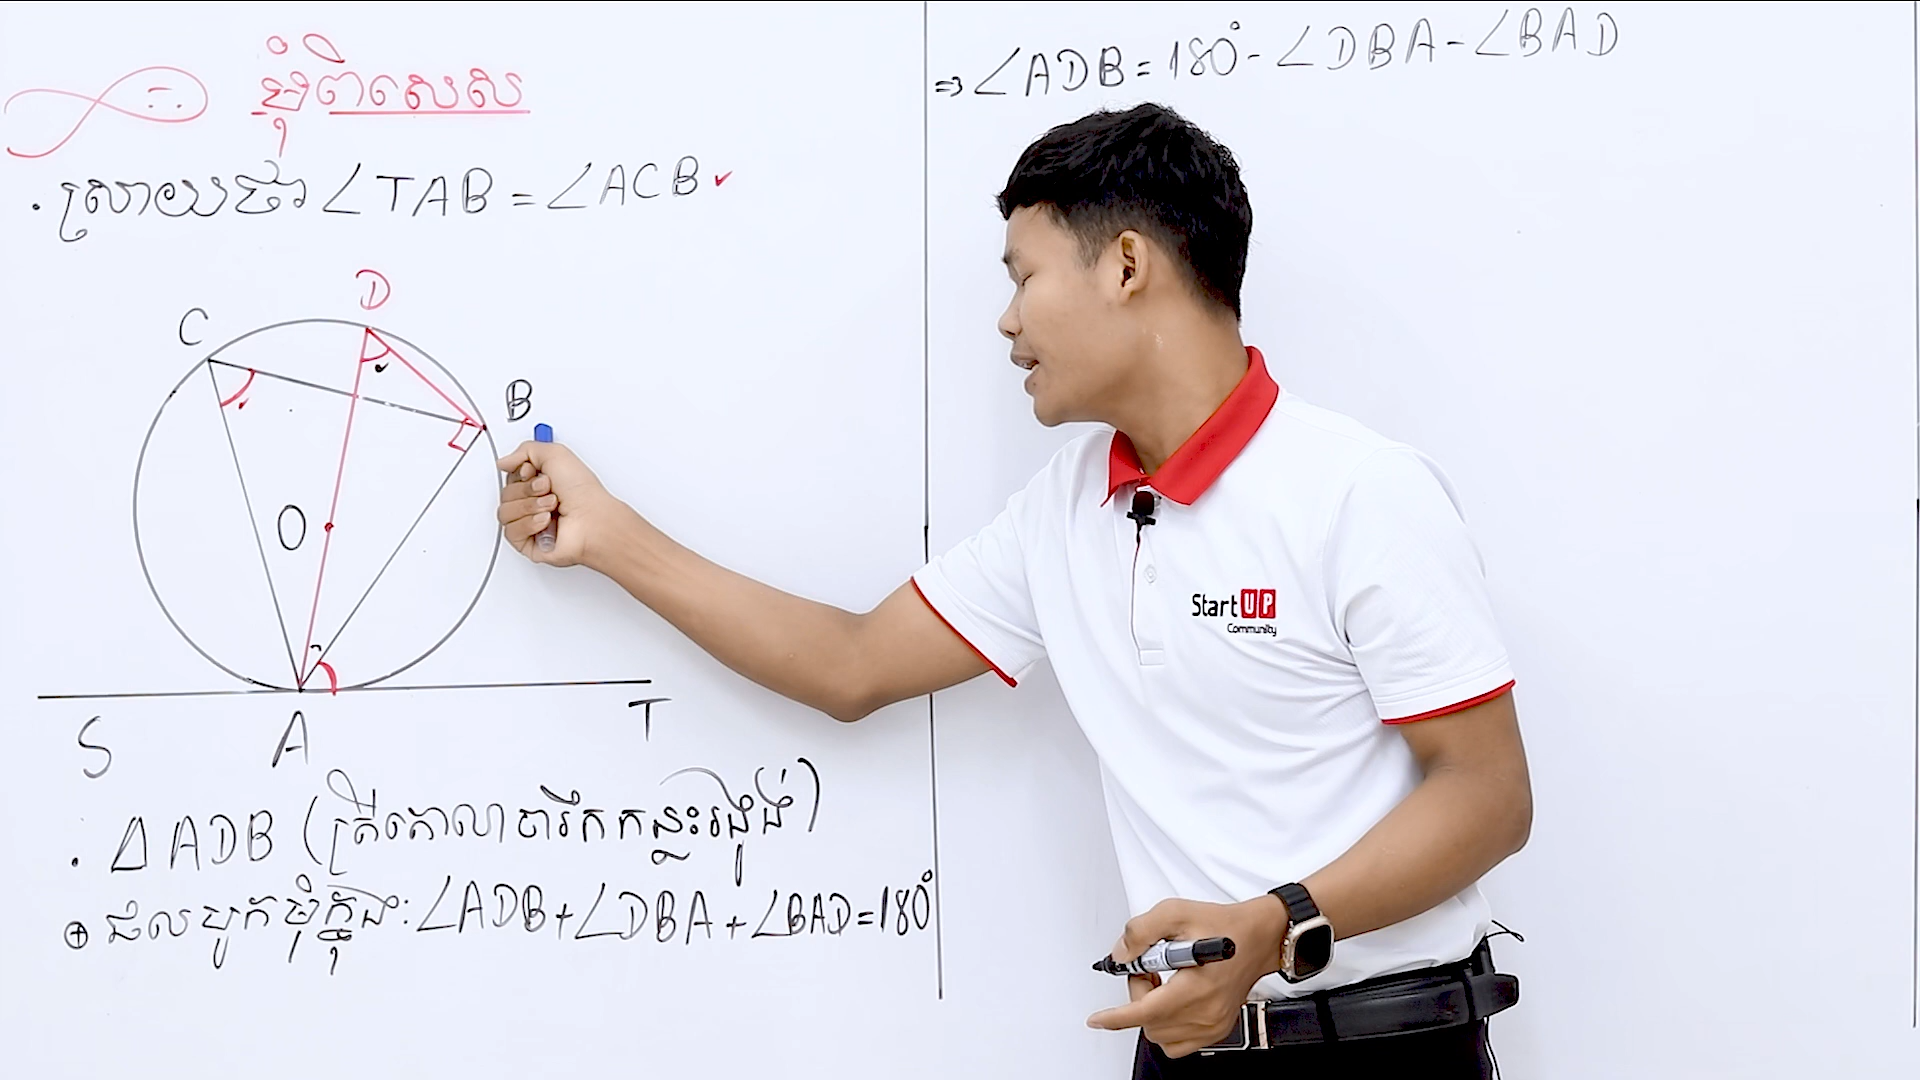 មុំពិសេស
. ស្រាយថា ∠TAB = ∠ACB ✓
D
C
B
O
S A T
. Δ ADB (ត្រីកោណចារឹកកន្លះរង្វង់)
⊕ ផលបូកមុំក្នុង: ∠ADB + ∠DBA + ∠BAD = 180°
⇒ ∠ADB = 180° - ∠DBA - ∠BAD
StartUP
Community